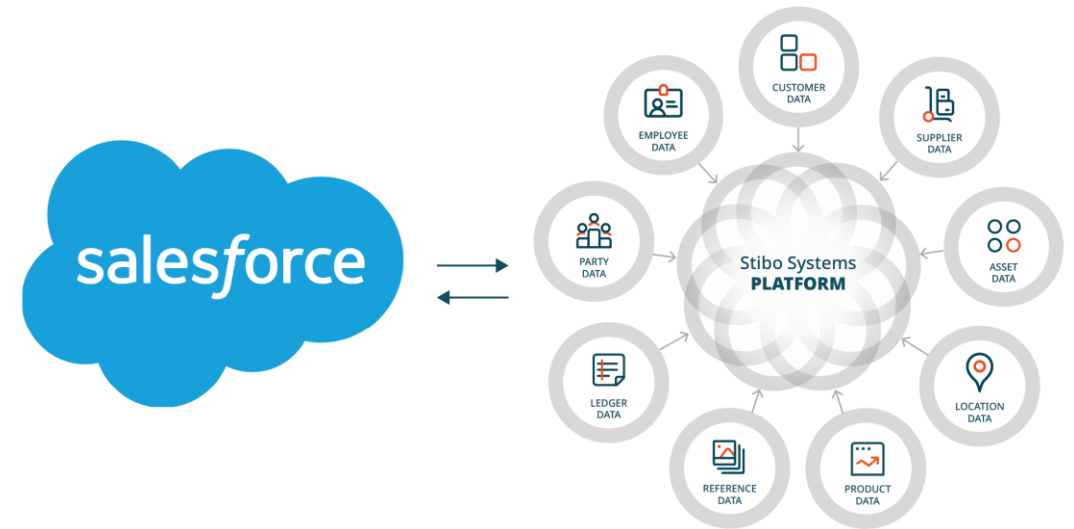 salesforce
Stibo Systems
PLATFORM
CUSTOMER
DATA
SUPPLIER
DATA
ASSET
DATA
LOCATION
DATA
PRODUCT
DATA
REFERENCE
DATA
LEDGER
DATA
PARTY
DATA
EMPLOYEE
DATA